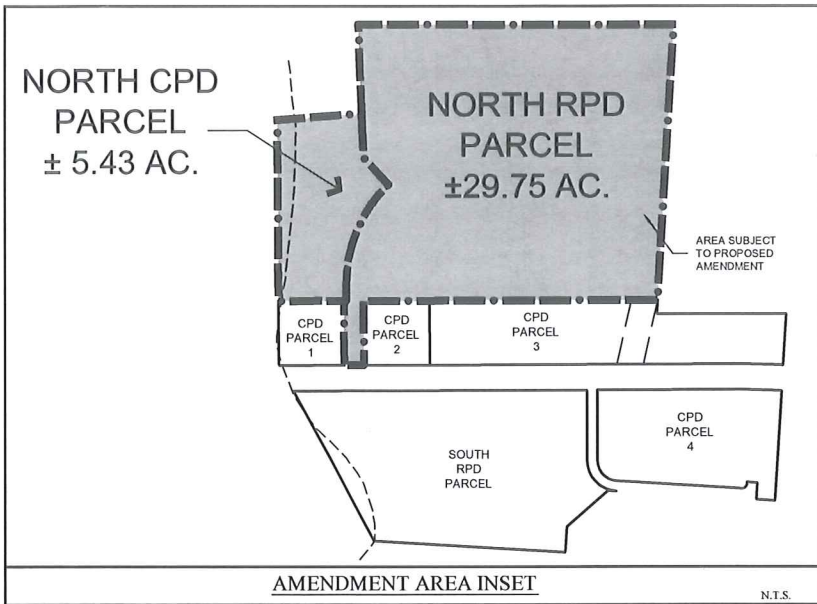 NORTH CPD
PARCEL
± 5.43 AC.
NORTH RPD
PARCEL
±29.75 AC.
AREA SUBJECT
TO PROPOSED
AMENDMENT
CPD
PARCEL
1
CPD
PARCEL
2
CPD
PARCEL
3
SOUTH
RPD
PARCEL
CPD
PARCEL
4
AMENDMENT AREA INSET
N.T.S.